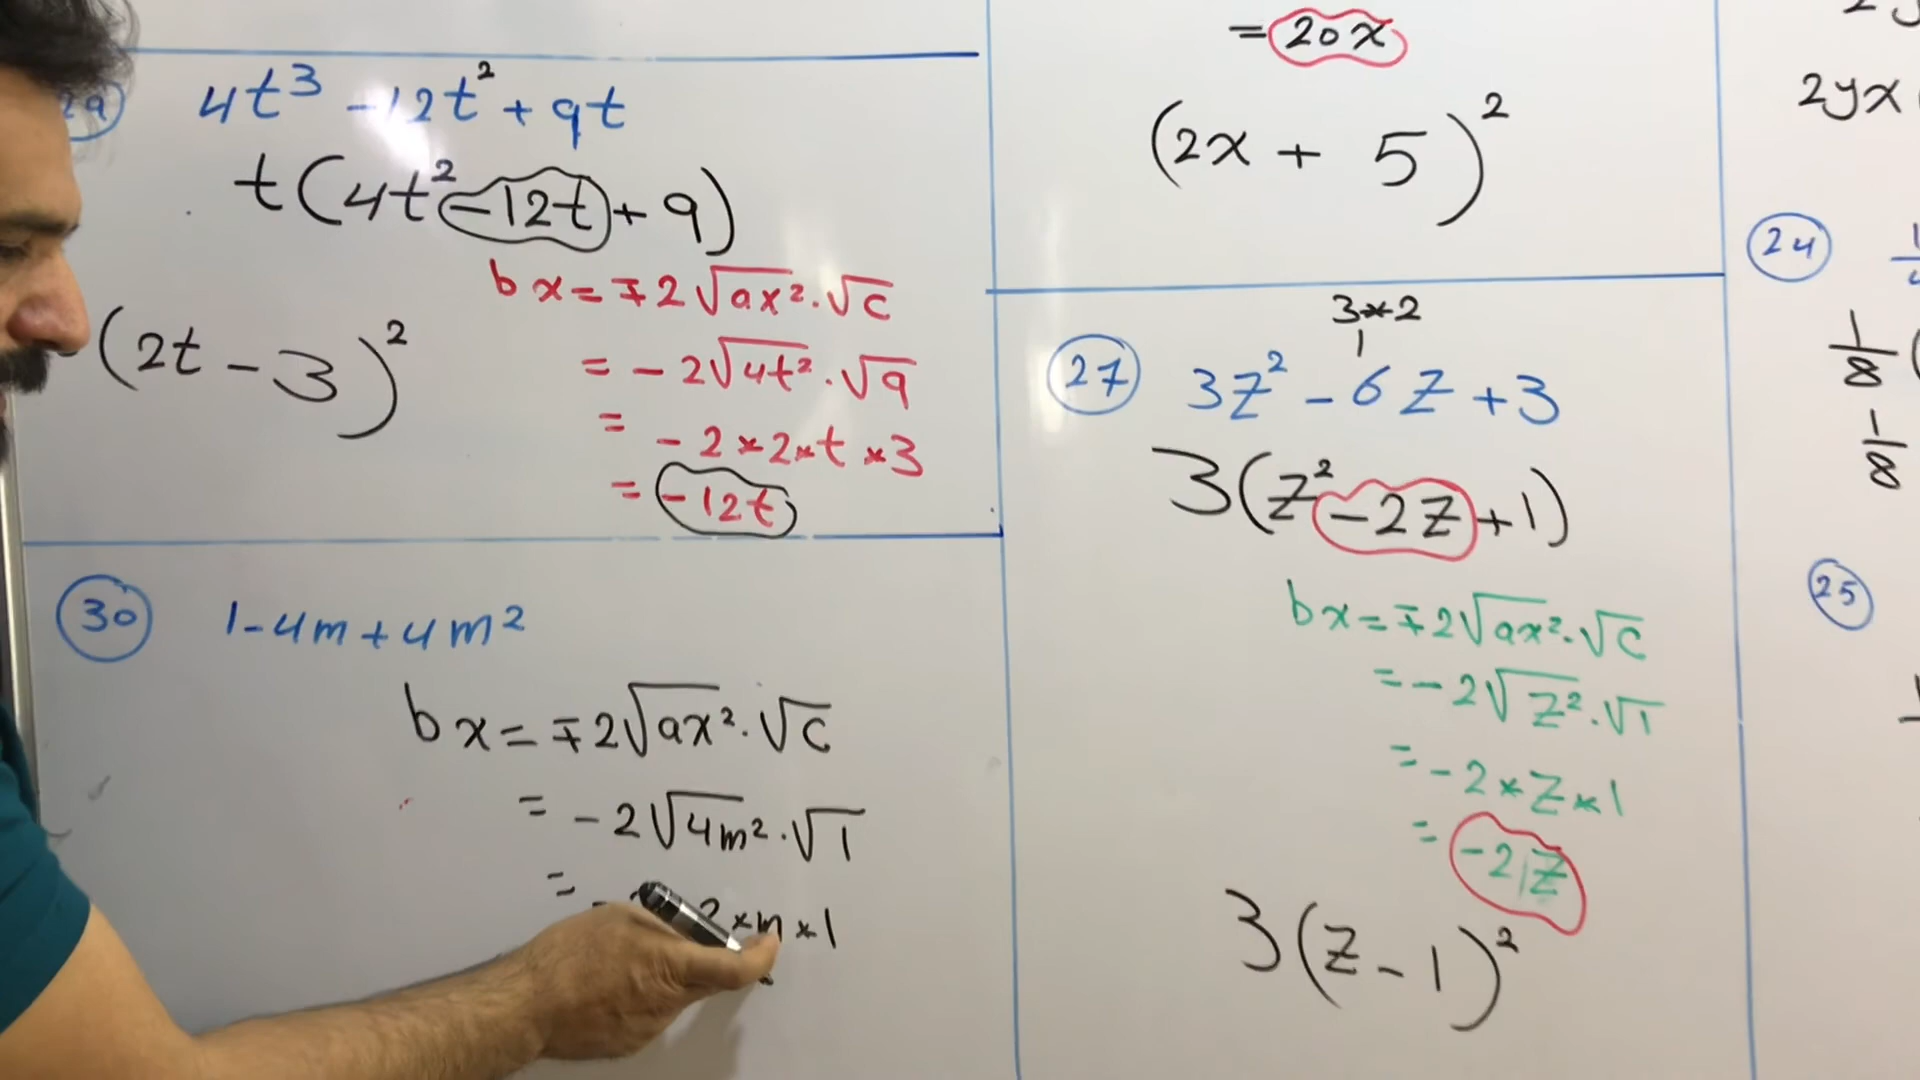 29 4t³ - 12t² + 9t
t(4t² - 12t + 9)
bx = ∓2√ax² · √c
= -2√4t² · √9
= -2×2×t×3
= -12t
(2t - 3)²
30 1 - 4m + 4m²
bx = ∓2√ax² · √c
= -2√4m² · √1
= - 2×m×1
= 20x
(2x + 5)²
3×2
27 3z² - 6z + 3
3(z² - 2z + 1)
bx = ∓2√ax² · √c
= -2√z² · √1
= -2×z×1
= -2z
3(z - 1)²
2yx
24
1/8
1/8
25